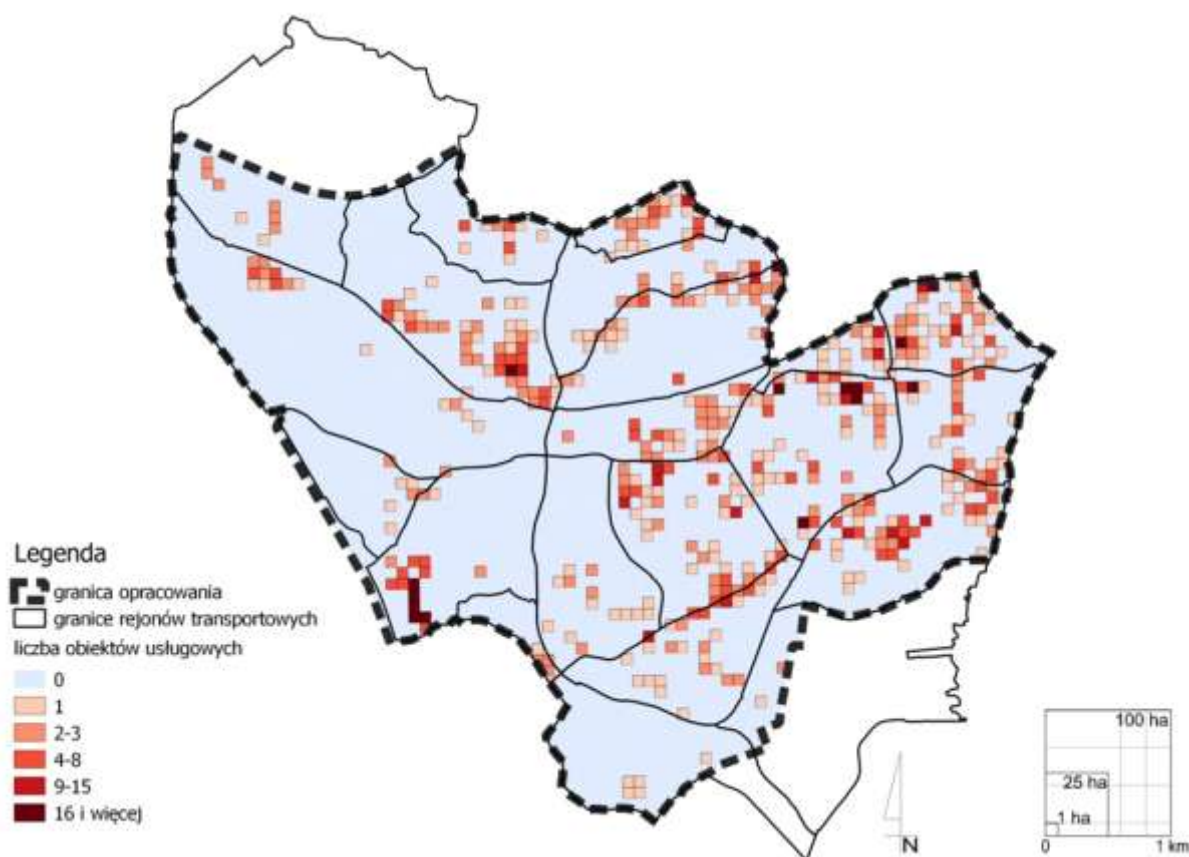 Legenda
granica opracowania
granice rejonów transportowych
liczba obiektów usługowych
0
1
2-3
4-8
9-15
16 i więcej
N
100 ha
25 ha
1 ha
1 km